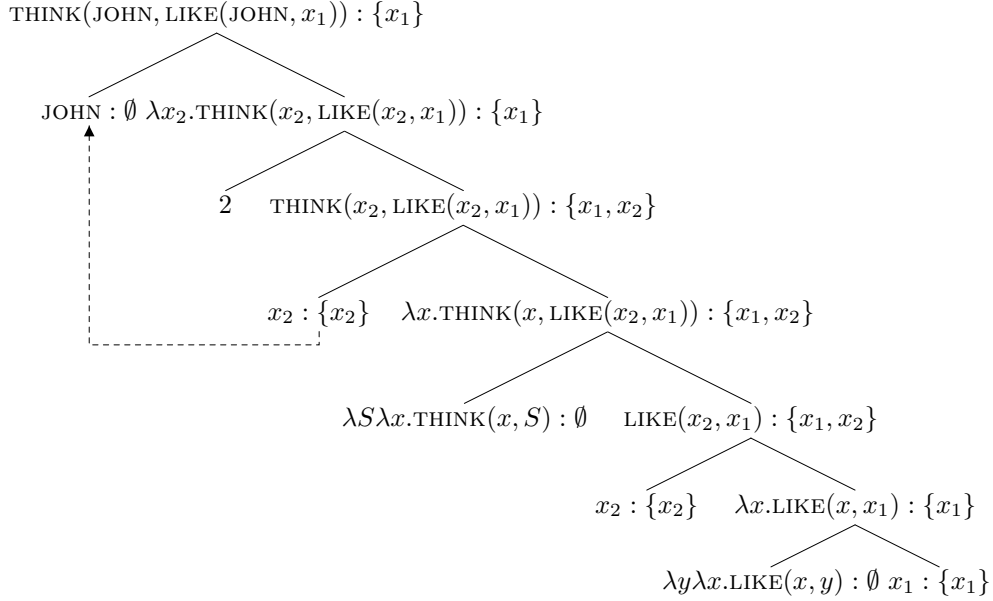 THINK(JOHN, LIKE(JOHN, x₁)) : {x₁}
JOHN : ∅ λx₂.THINK(x₂, LIKE(x₂, x₁)) : {x₁}
2 THINK(x₂, LIKE(x₂, x₁)) : {x₁, x₂}
x₂ : {x₂} λx.THINK(x, LIKE(x₂, x₁)) : {x₁, x₂}
λSλx.THINK(x, S) : ∅ LIKE(x₂, x₁) : {x₁, x₂}
x₂ : {x₂} λx.LIKE(x, x₁) : {x₁}
λyλx.LIKE(x, y) : ∅ x₁ : {x₁}